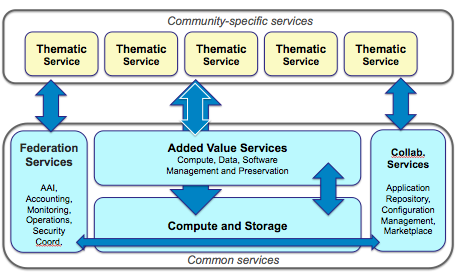 Community-specific services
Thematic
Service
Thematic
Service
Thematic
Service
Thematic
Service
Thematic
Service
Federation
Services
AAI,
Accounting,
Monitoring,
Operations,
Security
Coord.
Added Value Services
Compute, Data, Software
Management and Preservation
Compute and Storage
Collab.
Services
Application
Repository,
Configuration
Management,
Marketplace
Common services